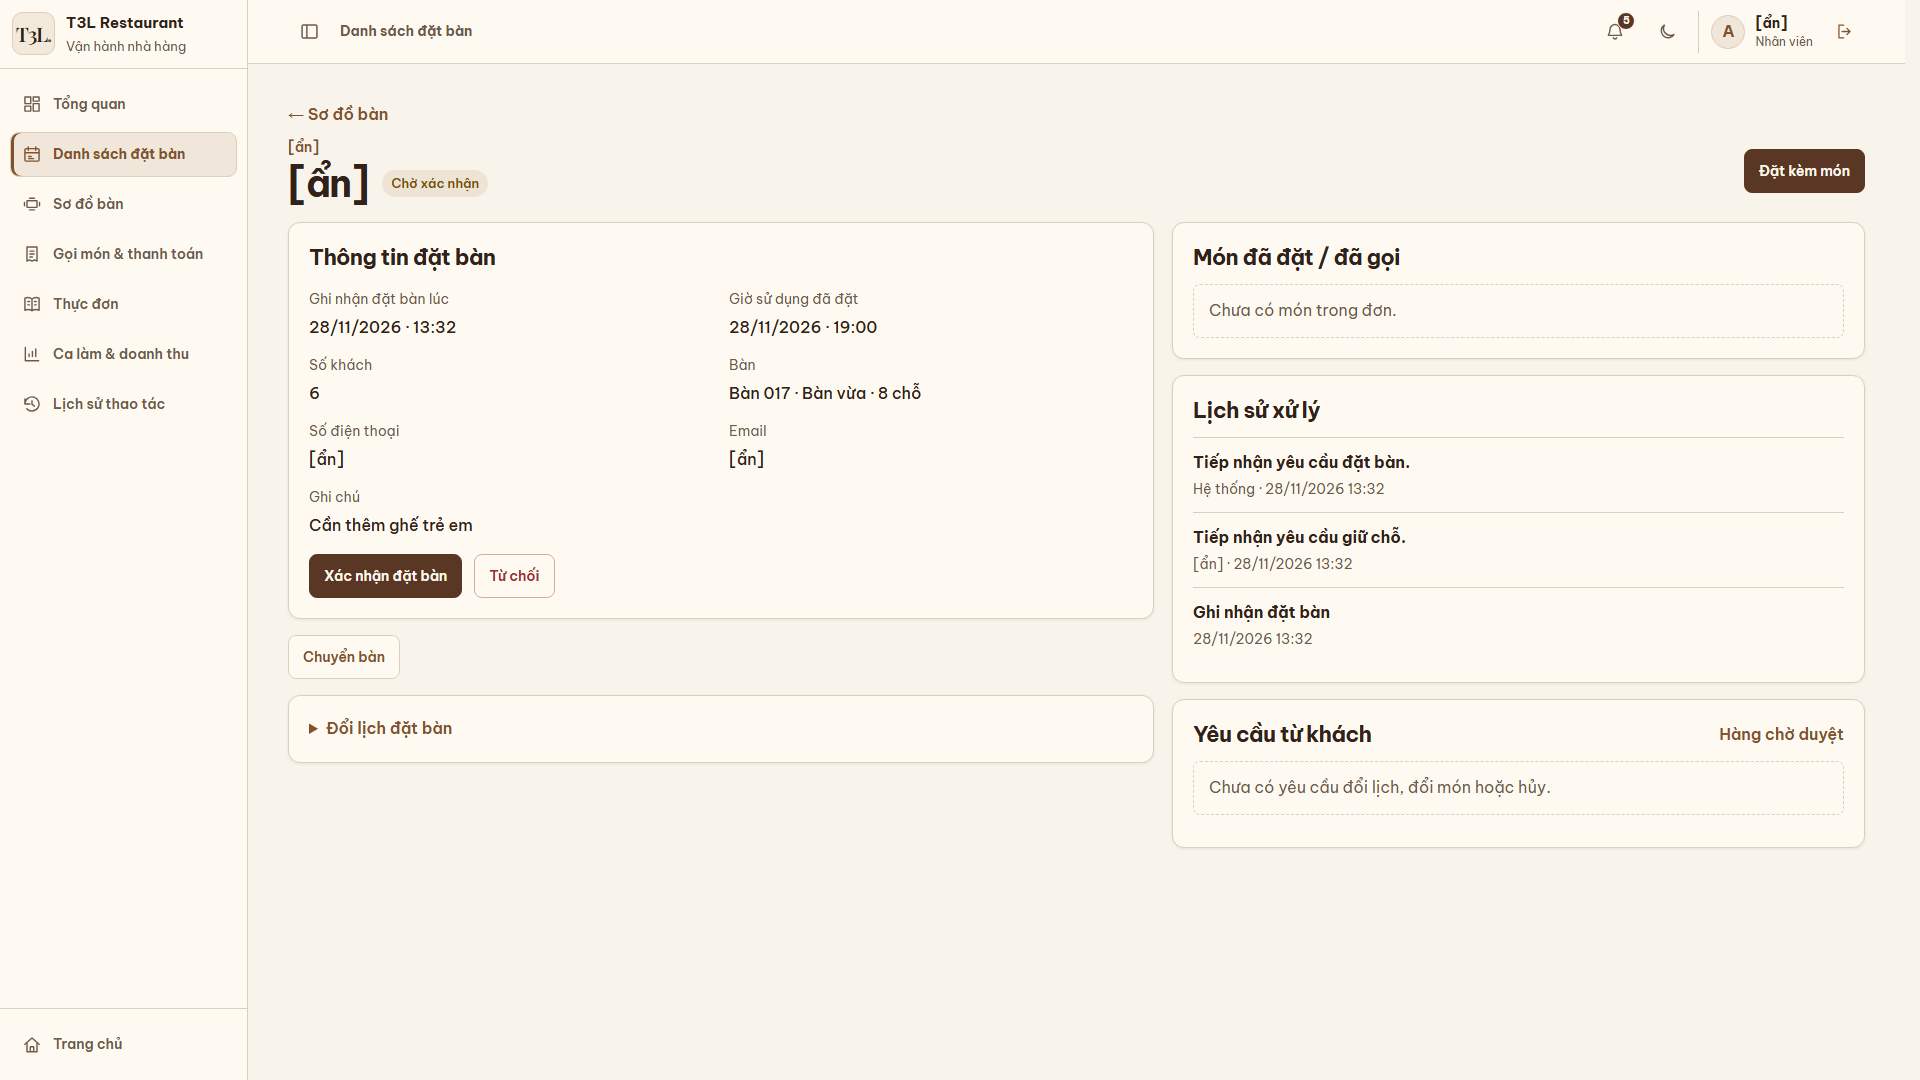 T3L
T3L Restaurant
Vận hành nhà hàng
Tổng quan
Danh sách đặt bàn
Sơ đồ bàn
Gọi món & thanh toán
Thực đơn
Ca làm & doanh thu
Lịch sử thao tác
Trang chủ
Danh sách đặt bàn
5
A
[ẩn]
Nhân viên
← Sơ đồ bàn
[ẩn]
[ẩn] Chờ xác nhận
Đặt kèm món
Thông tin đặt bàn
Ghi nhận đặt bàn lúc
28/11/2026 · 13:32
Giờ sử dụng đã đặt
28/11/2026 · 19:00
Số khách
6
Bàn
Bàn 017 · Bàn vừa · 8 chỗ
Số điện thoại
[ẩn]
Email
[ẩn]
Ghi chú
Cần thêm ghế trẻ em
Xác nhận đặt bàn
Từ chối
Chuyển bàn
Đổi lịch đặt bàn
Món đã đặt / đã gọi
Chưa có món trong đơn.
Lịch sử xử lý
Tiếp nhận yêu cầu đặt bàn.
Hệ thống · 28/11/2026 13:32
Tiếp nhận yêu cầu giữ chỗ.
[ẩn] · 28/11/2026 13:32
Ghi nhận đặt bàn
28/11/2026 13:32
Yêu cầu từ khách
Hàng chờ duyệt
Chưa có yêu cầu đổi lịch, đổi món hoặc hủy.